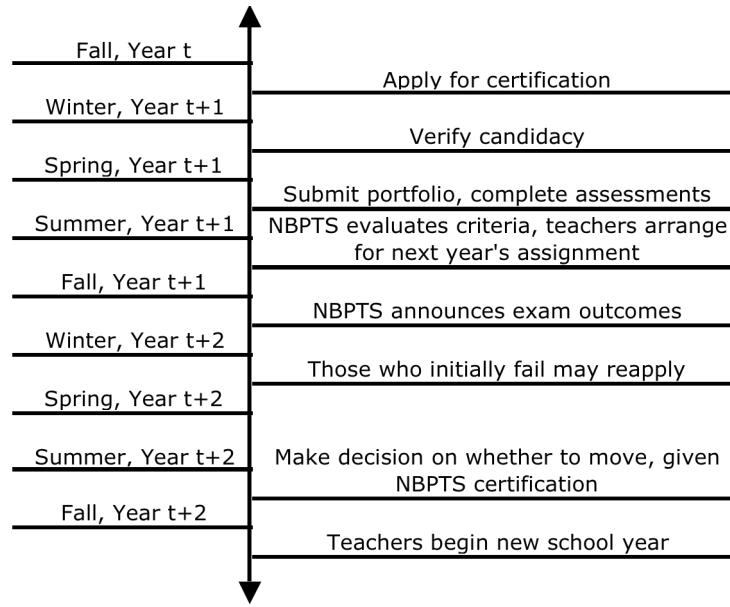 Fall, Year t
Apply for certification
Winter, Year t+1
Verify candidacy
Spring, Year t+1
Submit portfolio, complete assessments
Summer, Year t+1
NBPTS evaluates criteria, teachers arrange
for next year's assignment
Fall, Year t+1
NBPTS announces exam outcomes
Winter, Year t+2
Those who initially fail may reapply
Spring, Year t+2
Summer, Year t+2
Make decision on whether to move, given
NBPTS certification
Fall, Year t+2
Teachers begin new school year